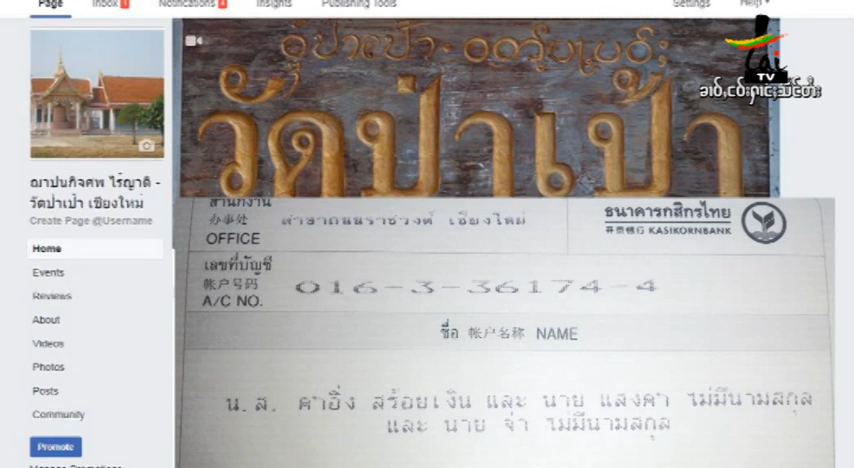 Page Inbox 1 Notifications 4 Insights Publishing Tools Settings Help
TV
วัดป่าเป้า
ฌาปนกิจศพ ไร้ญาติ -
วัดป่าเป้า เชียงใหม่
Create Page @Username
Home
Events
Reviews
About
Videos
Photos
Posts
Community
Promote
สำนักงาน
办事处
OFFICE
สาขาถนนราชวงศ์ เชียงใหม่
ธนาคารกสิกรไทย
开泰银行 KASIKORNBANK
เลขที่บัญชี
帐户号码
A/C NO.
016-3-36174-4
ชื่อ 帐户名称 NAME
น.ส. คำอิ่ง สร้อยเงิน และ นาย แสงคำ ไม่มีนามสกุล
และ นาย จ่า ไม่มีนามสกุล